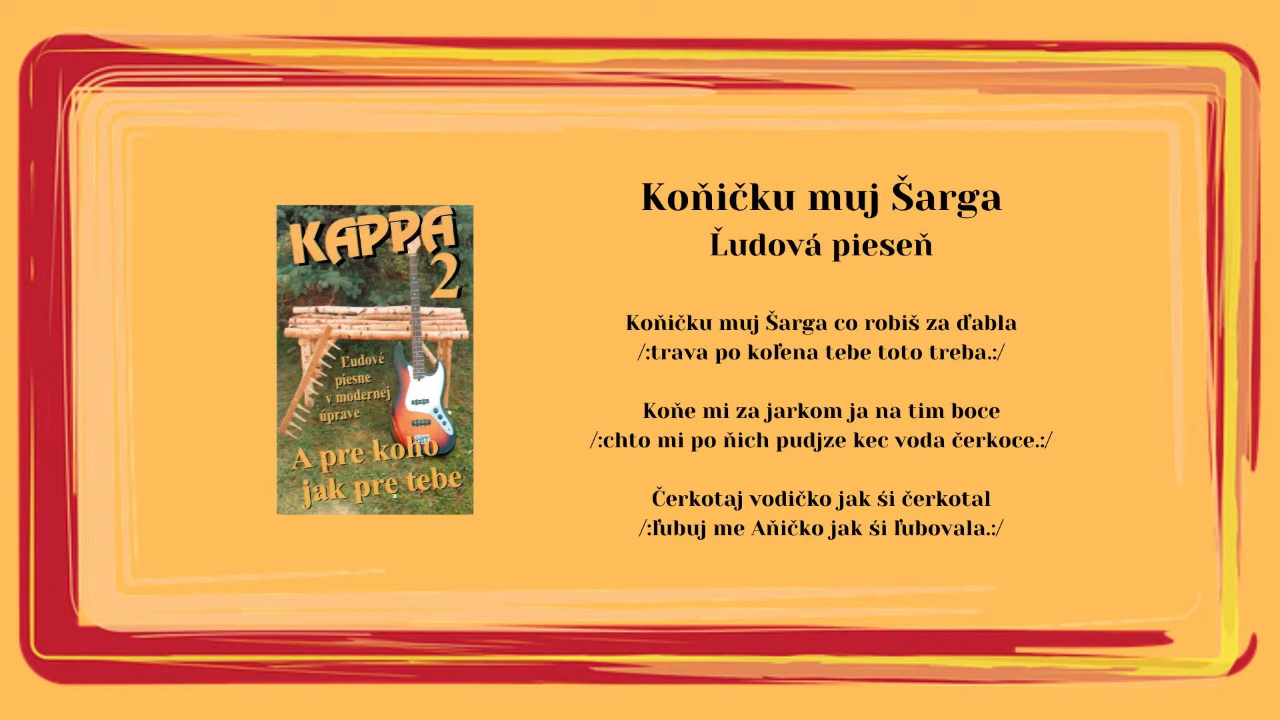 KAPPA
2
Ľudové
piesne
v modernej
úprave
A pre koho
jak pre tebe
Koňičku muj Šarga
Ľudová pieseň
Koňičku muj Šarga co robiš za ďabla
/:trava po koľena tebe toto treba.:/
Koňe mi za jarkom ja na tim boce
/:chto mi po ňich pudjze kec voda čerkoce.:/
Čerkotaj vodičko jak śi čerkotal
/:ľubuj me Aňičko jak śi ľubovala.:/